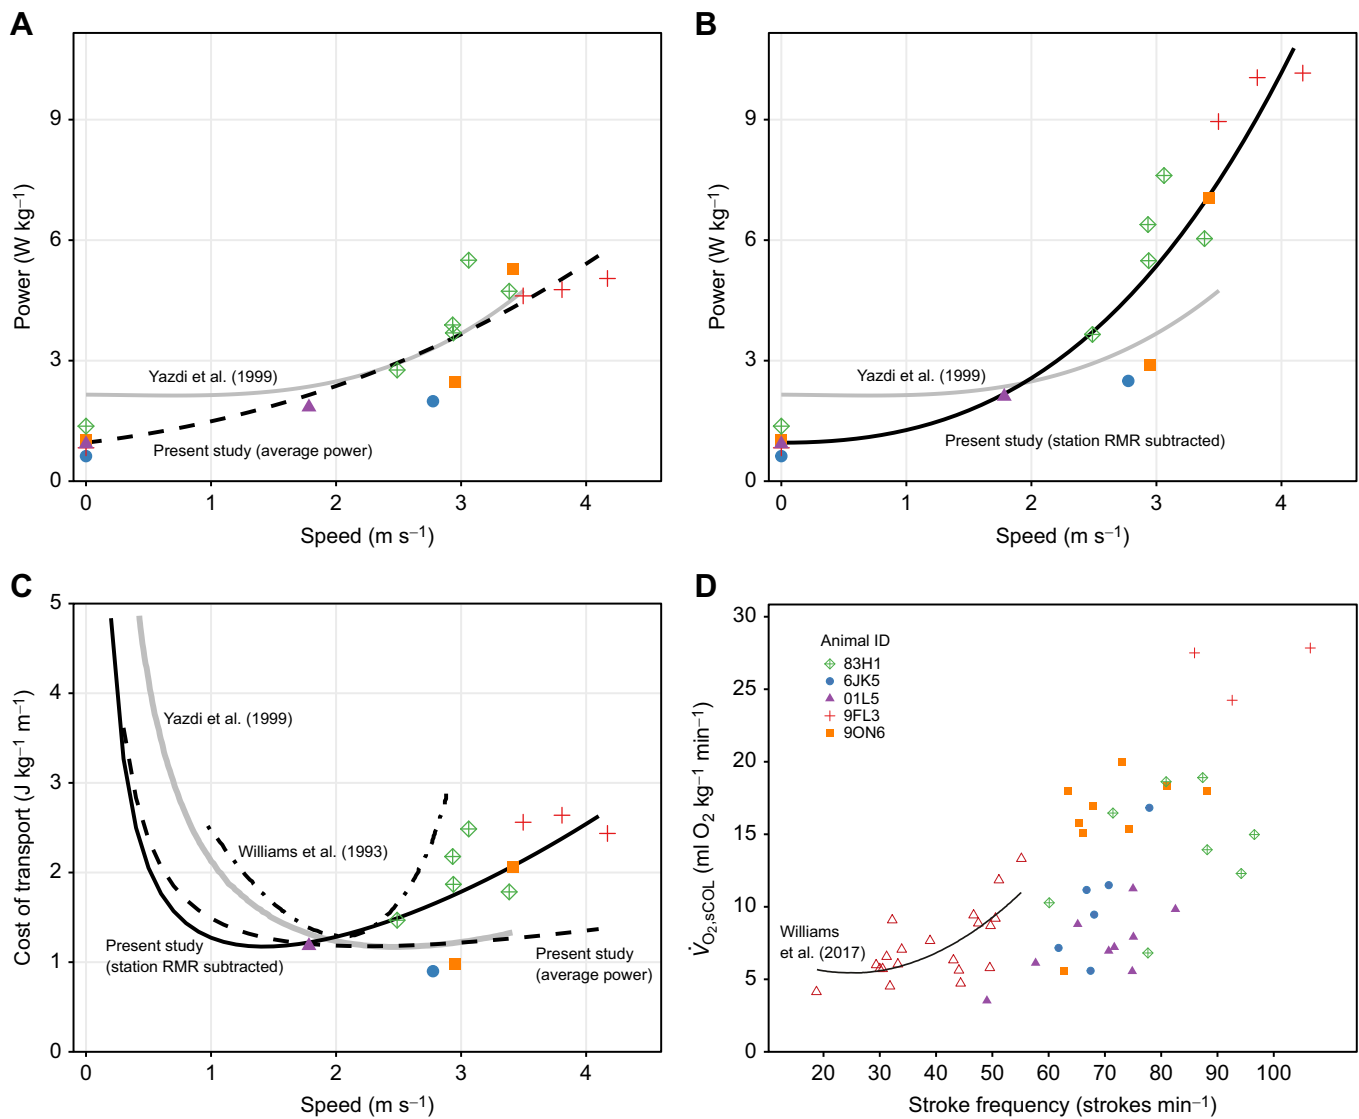 A
Power (W kg−1)
9
6
3
0
Yazdi et al. (1999)
Present study (average power)
0 1 2 3 4
Speed (m s−1)
B
Power (W kg−1)
9
6
3
0
Yazdi et al. (1999)
Present study (station RMR subtracted)
0 1 2 3 4
Speed (m s−1)
C
Cost of transport (J kg−1 m−1)
5
4
3
2
1
0
Yazdi et al. (1999)
Williams et al. (1993)
Present study
(station RMR subtracted)
Present study
(average power)
0 1 2 3 4
Speed (m s−1)
D
V̇O2,sCOL (ml O2 kg−1 min−1)
30
25
20
15
10
5
0
Animal ID
83H1
6JK5
01L5
9FL3
9ON6
Williams
et al. (2017)
20 30 40 50 60 70 80 90 100
Stroke frequency (strokes min−1)